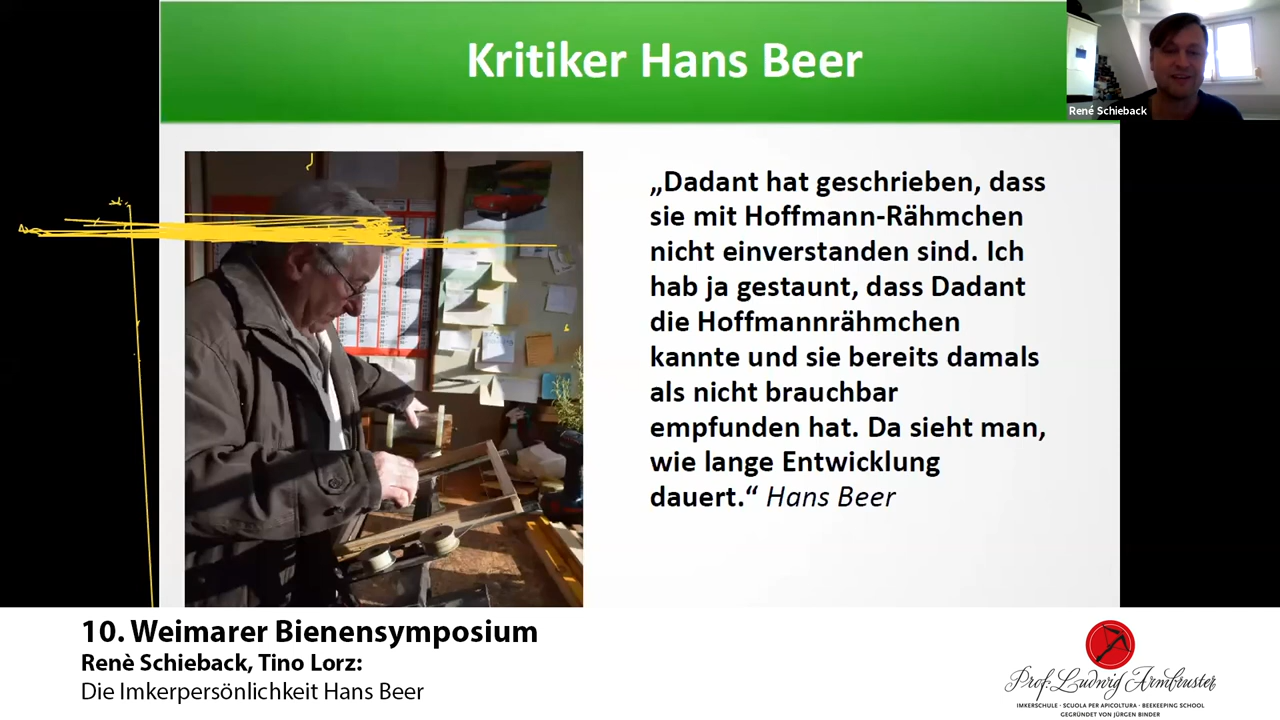 Kritiker Hans Beer
René Schieback
„Dadant hat geschrieben, dass
sie mit Hoffmann-Rähmchen
nicht einverstanden sind. Ich
hab ja gestaunt, dass Dadant
die Hoffmannrähmchen
kannte und sie bereits damals
als nicht brauchbar
empfunden hat. Da sieht man,
wie lange Entwicklung
dauert.“ Hans Beer
10. Weimarer Bienensymposium
Renè Schieback, Tino Lorz:
Die Imkerpersönlichkeit Hans Beer
Prof. Ludwig Armbruster
IMKERSCHULE · SCUOLA PER APICOLTURA · BEEKEEPING SCHOOL
GEGRÜNDET VON JÜRGEN BINDER